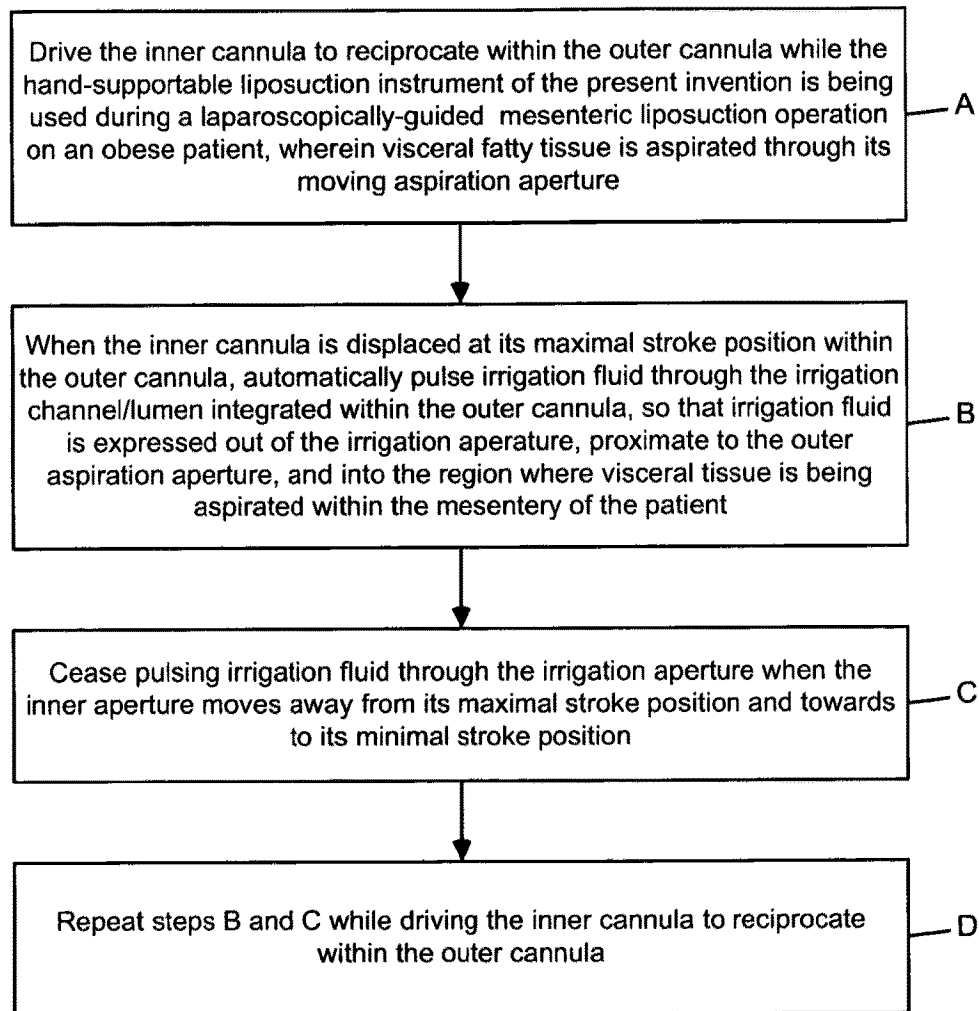 Drive the inner cannula to reciprocate within the outer cannula while the
hand-supportable liposuction instrument of the present invention is being
used during a laparoscopically-guided mesenteric liposuction operation
on an obese patient, wherein visceral fatty tissue is aspirated through its
moving aspiration aperture
A
When the inner cannula is displaced at its maximal stroke position within
the outer cannula, automatically pulse irrigation fluid through the irrigation
channel/lumen integrated within the outer cannula, so that irrigation fluid
is expressed out of the irrigation aperature, proximate to the outer
aspiration aperture, and into the region where visceral tissue is being
aspirated within the mesentery of the patient
B
Cease pulsing irrigation fluid through the irrigation aperture when the
inner aperture moves away from its maximal stroke position and towards
to its minimal stroke position
C
Repeat steps B and C while driving the inner cannula to reciprocate
within the outer cannula
D